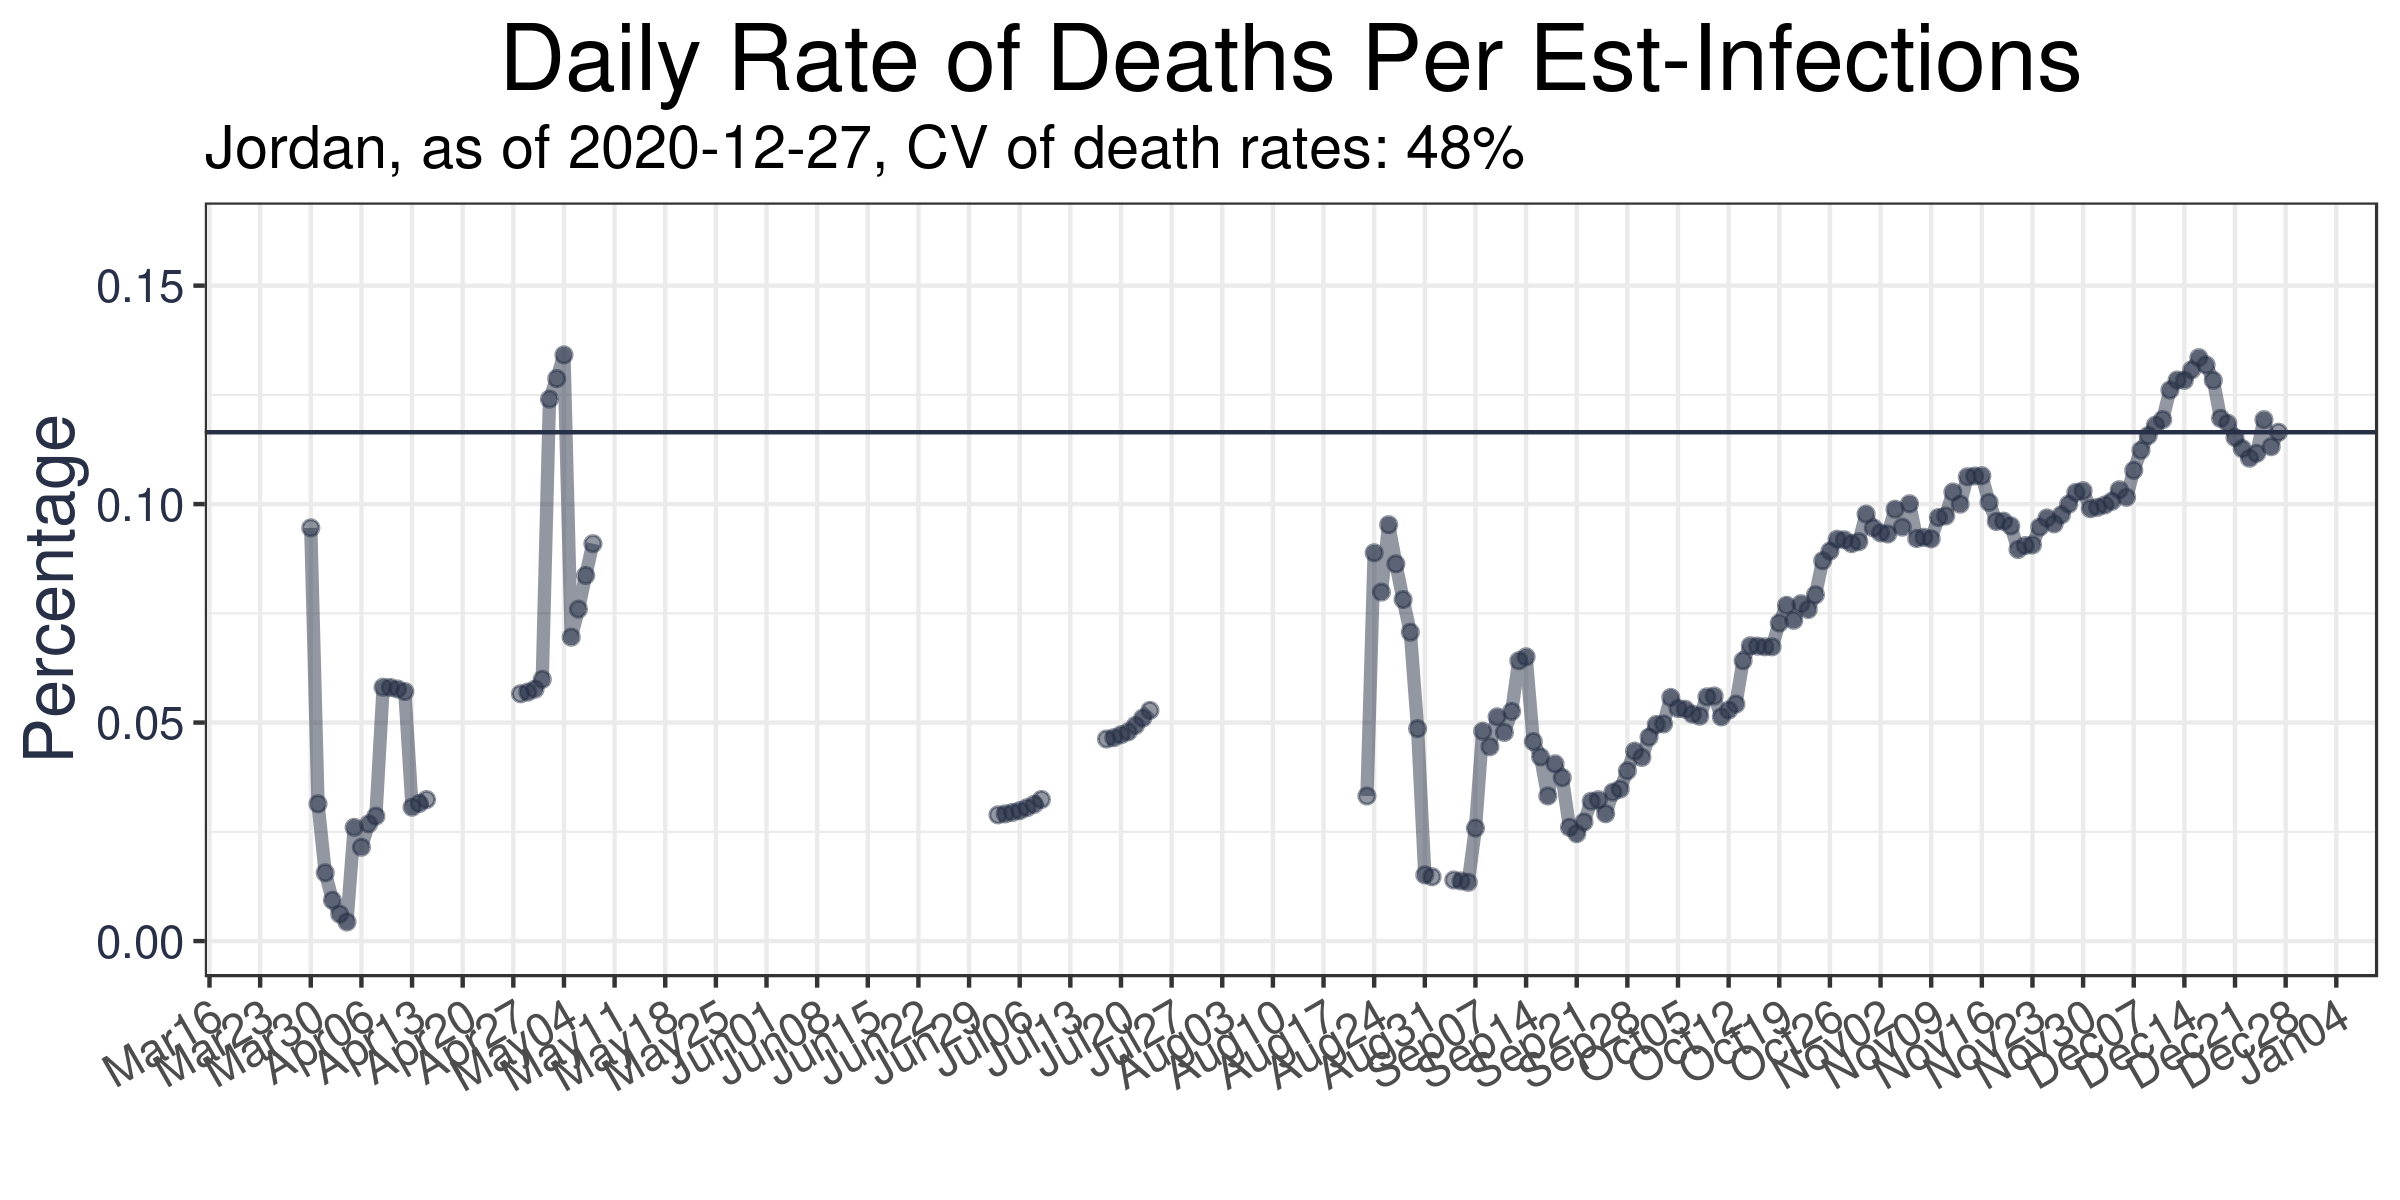 Daily Rate of Deaths Per Est-Infections
Jordan, as of 2020-12-27, CV of death rates: 48%
Percentage
0.15
0.10
0.05
0.00
Mar16
Mar23
Mar30
Apr06
Apr13
Apr20
Apr27
May04
May11
May18
May25
Jun01
Jun08
Jun15
Jun22
Jun29
Jul06
Jul13
Jul20
Jul27
Aug03
Aug10
Aug17
Aug24
Aug31
Sep07
Sep14
Sep21
Sep28
Oct05
Oct12
Oct19
Oct26
Nov02
Nov09
Nov16
Nov23
Nov30
Dec07
Dec14
Dec21
Dec28
Jan04